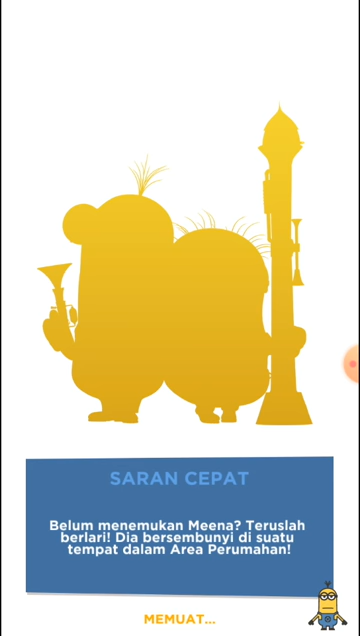 SARAN CEPAT
Belum menemukan Meena? Teruslah
berlari! Dia bersembunyi di suatu
tempat dalam Area Perumahan!
MEMUAT...